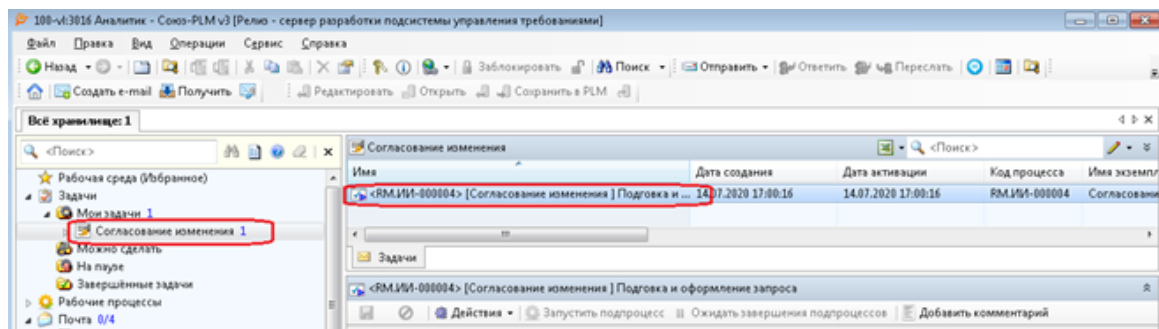 100-vl:3016 Аналитик - Союз-PLM v3 [Релио - сервер разработки подсистемы управления требованиями]
Файл Правка Вид Операции Сервис Справка
Назад Заблокировать Поиск Отправить Ответить Переслать
Создать e-mail Получить Редактировать Открыть Сохранить в PLM
Всё хранилище: 1
<Поиск> Согласование изменения <Поиск>
Рабочая среда (Избранное) Имя Дата создания Дата активации Код процесса Имя экземпл
Задачи <RM.ИИ-000004> [Согласование изменения ] Подговка и ... 14.07.2020 17:00:16 14.07.2020 17:00:16 RM.ИИ-000004 Согласовани
Мои задачи 1
Согласование изменения 1
Можно сделать Задачи
На паузе
Завершённые задачи <RM.ИИ-000004> [Согласование изменения ] Подговка и оформление запроса
Рабочие процессы Действия Запустить подпроцесс Ожидать завершения подпроцессов Добавить комментарий
Почта 0/4